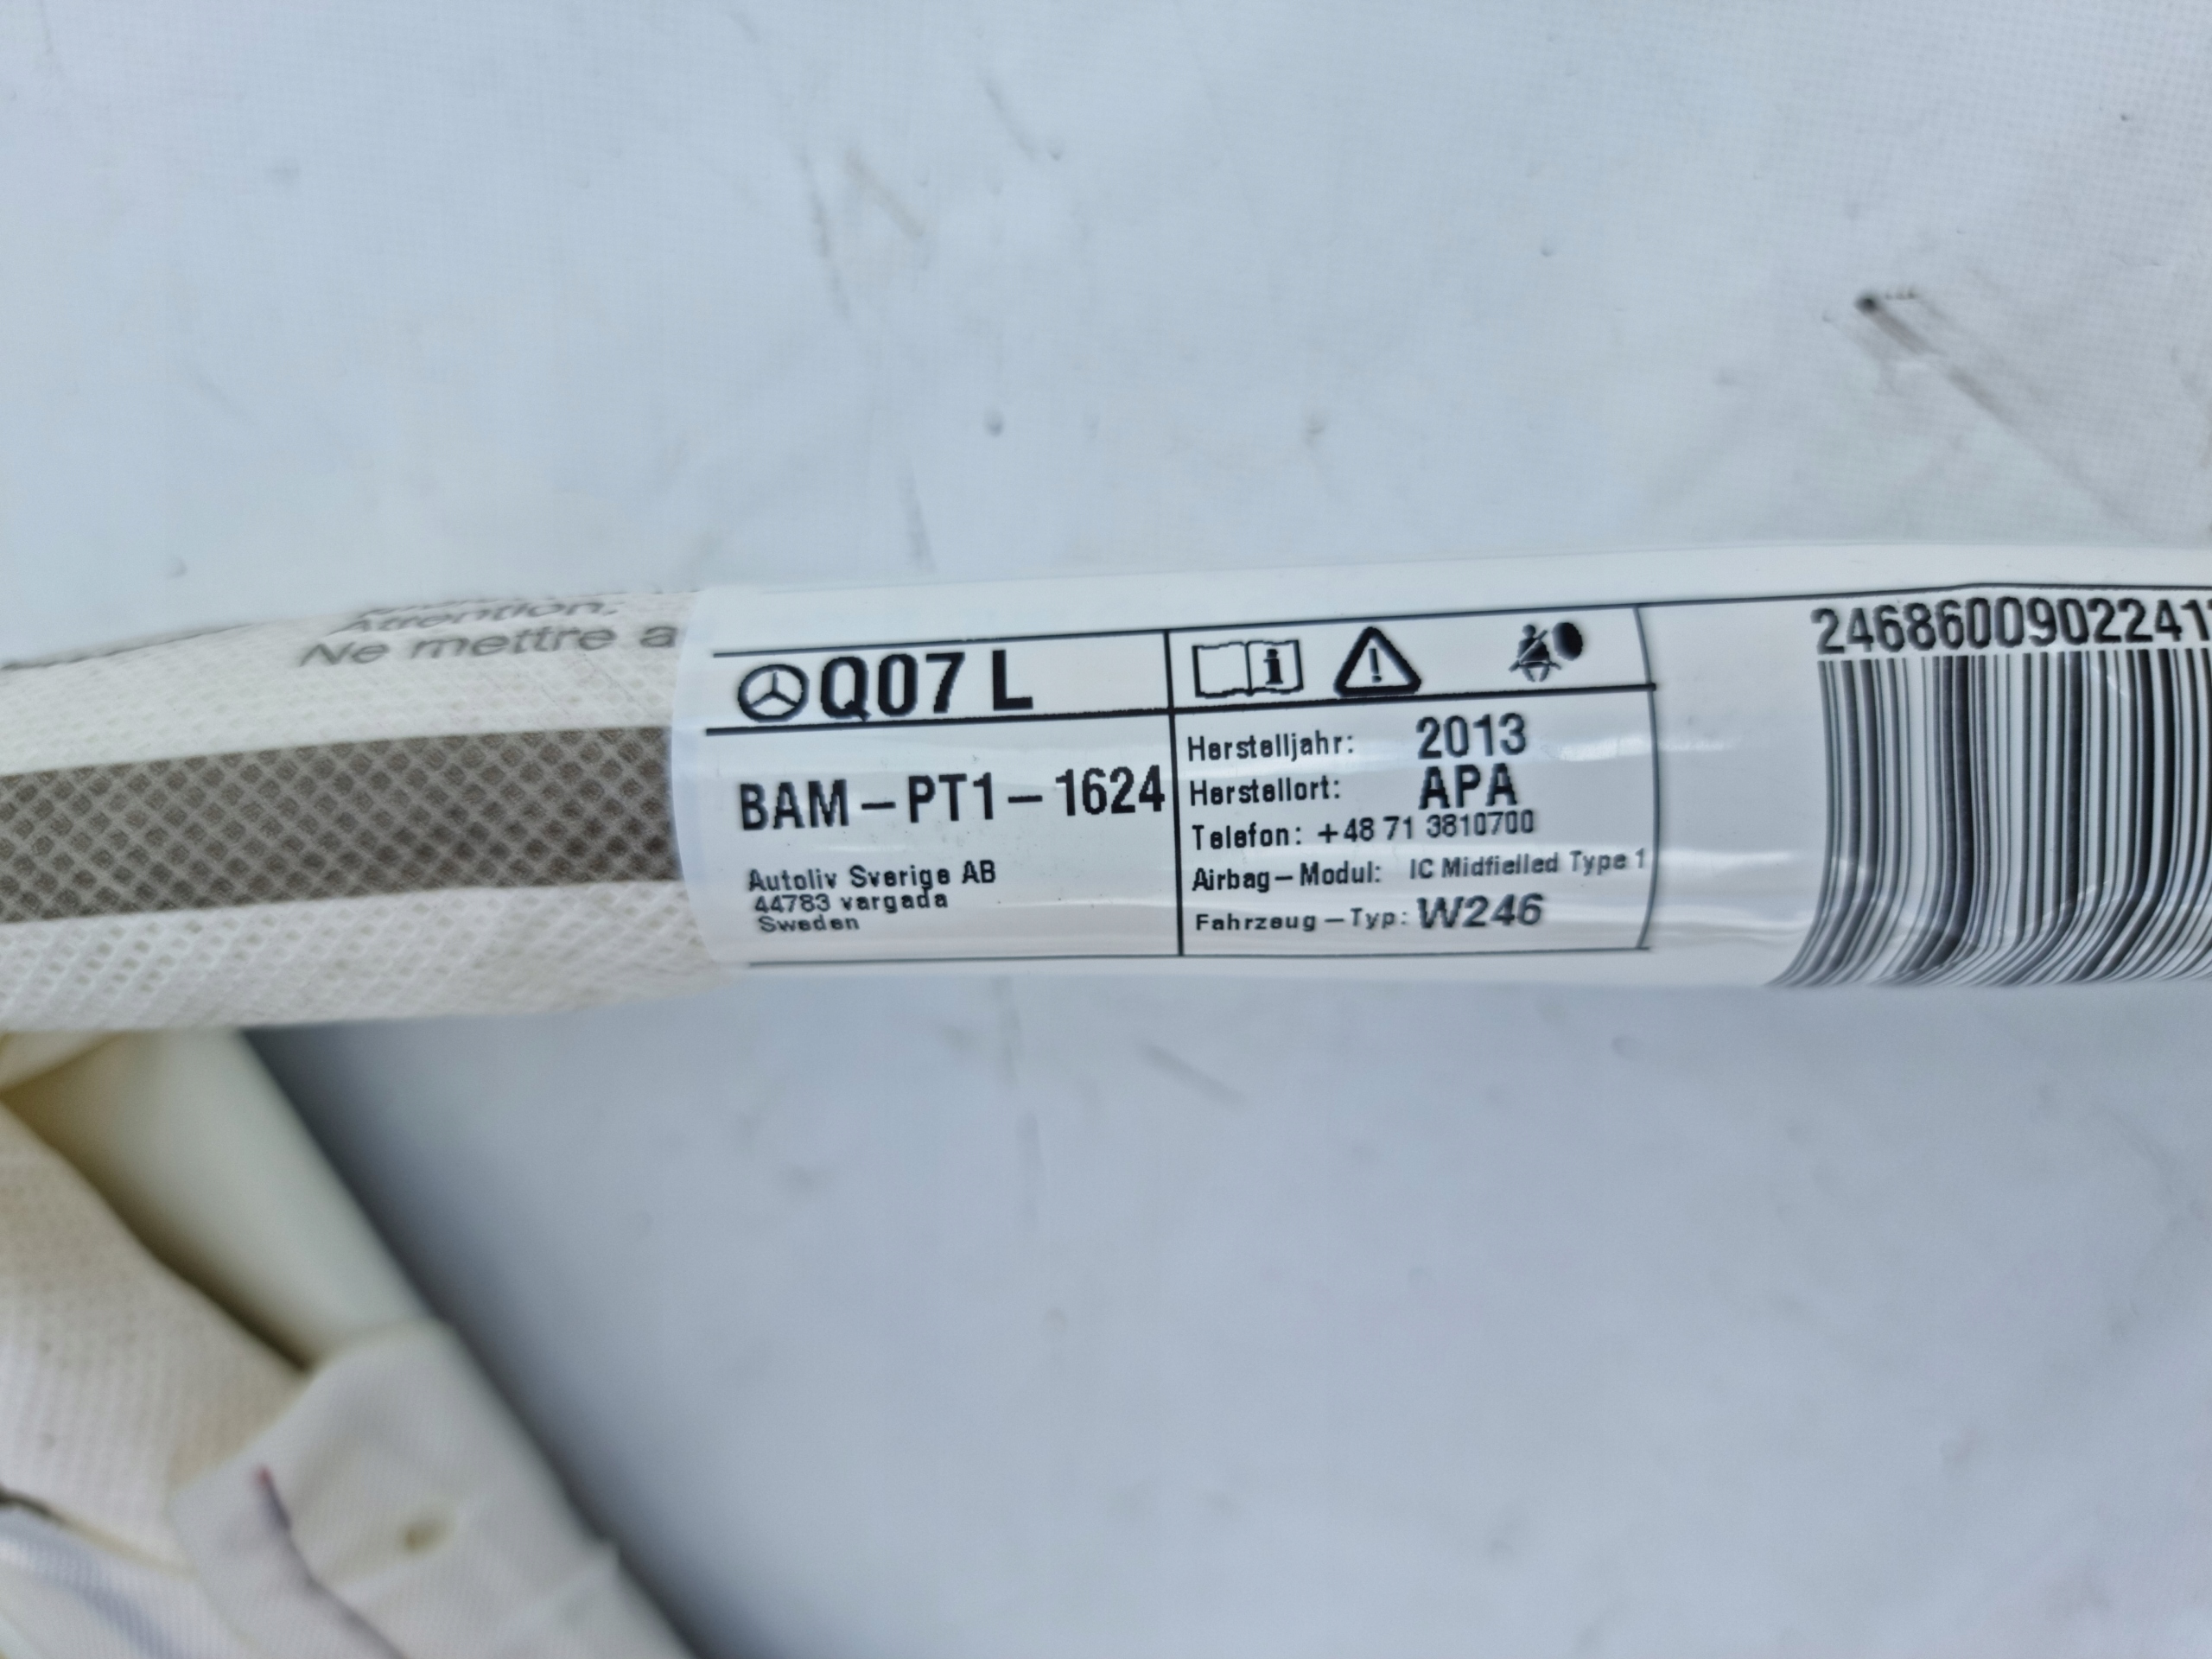 Attention.
Ne mettre a
Q07 L
BAM-PT1-1624
Autoliv Sverige AB
44783 vargada
Sweden
Herstelljahr: 2013
Herstellort: APA
Telefon: +48 71 3810700
Airbag-Modul: IC Midfielled Type 1
Fahrzeug-Typ: W246
2468600902241